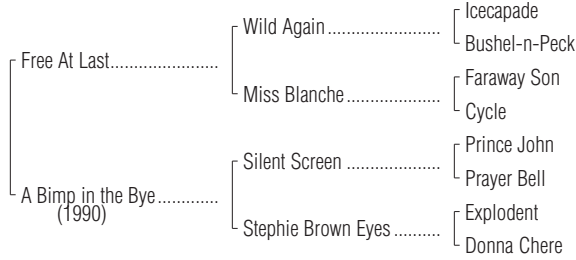 Icecapade
Wild Again
Bushel-n-Peck
Free At Last
Faraway Son
Miss Blanche
Cycle
Prince John
Silent Screen
Prayer Bell
A Bimp in the Bye
(1990)
Explodent
Stephie Brown Eyes
Donna Chere